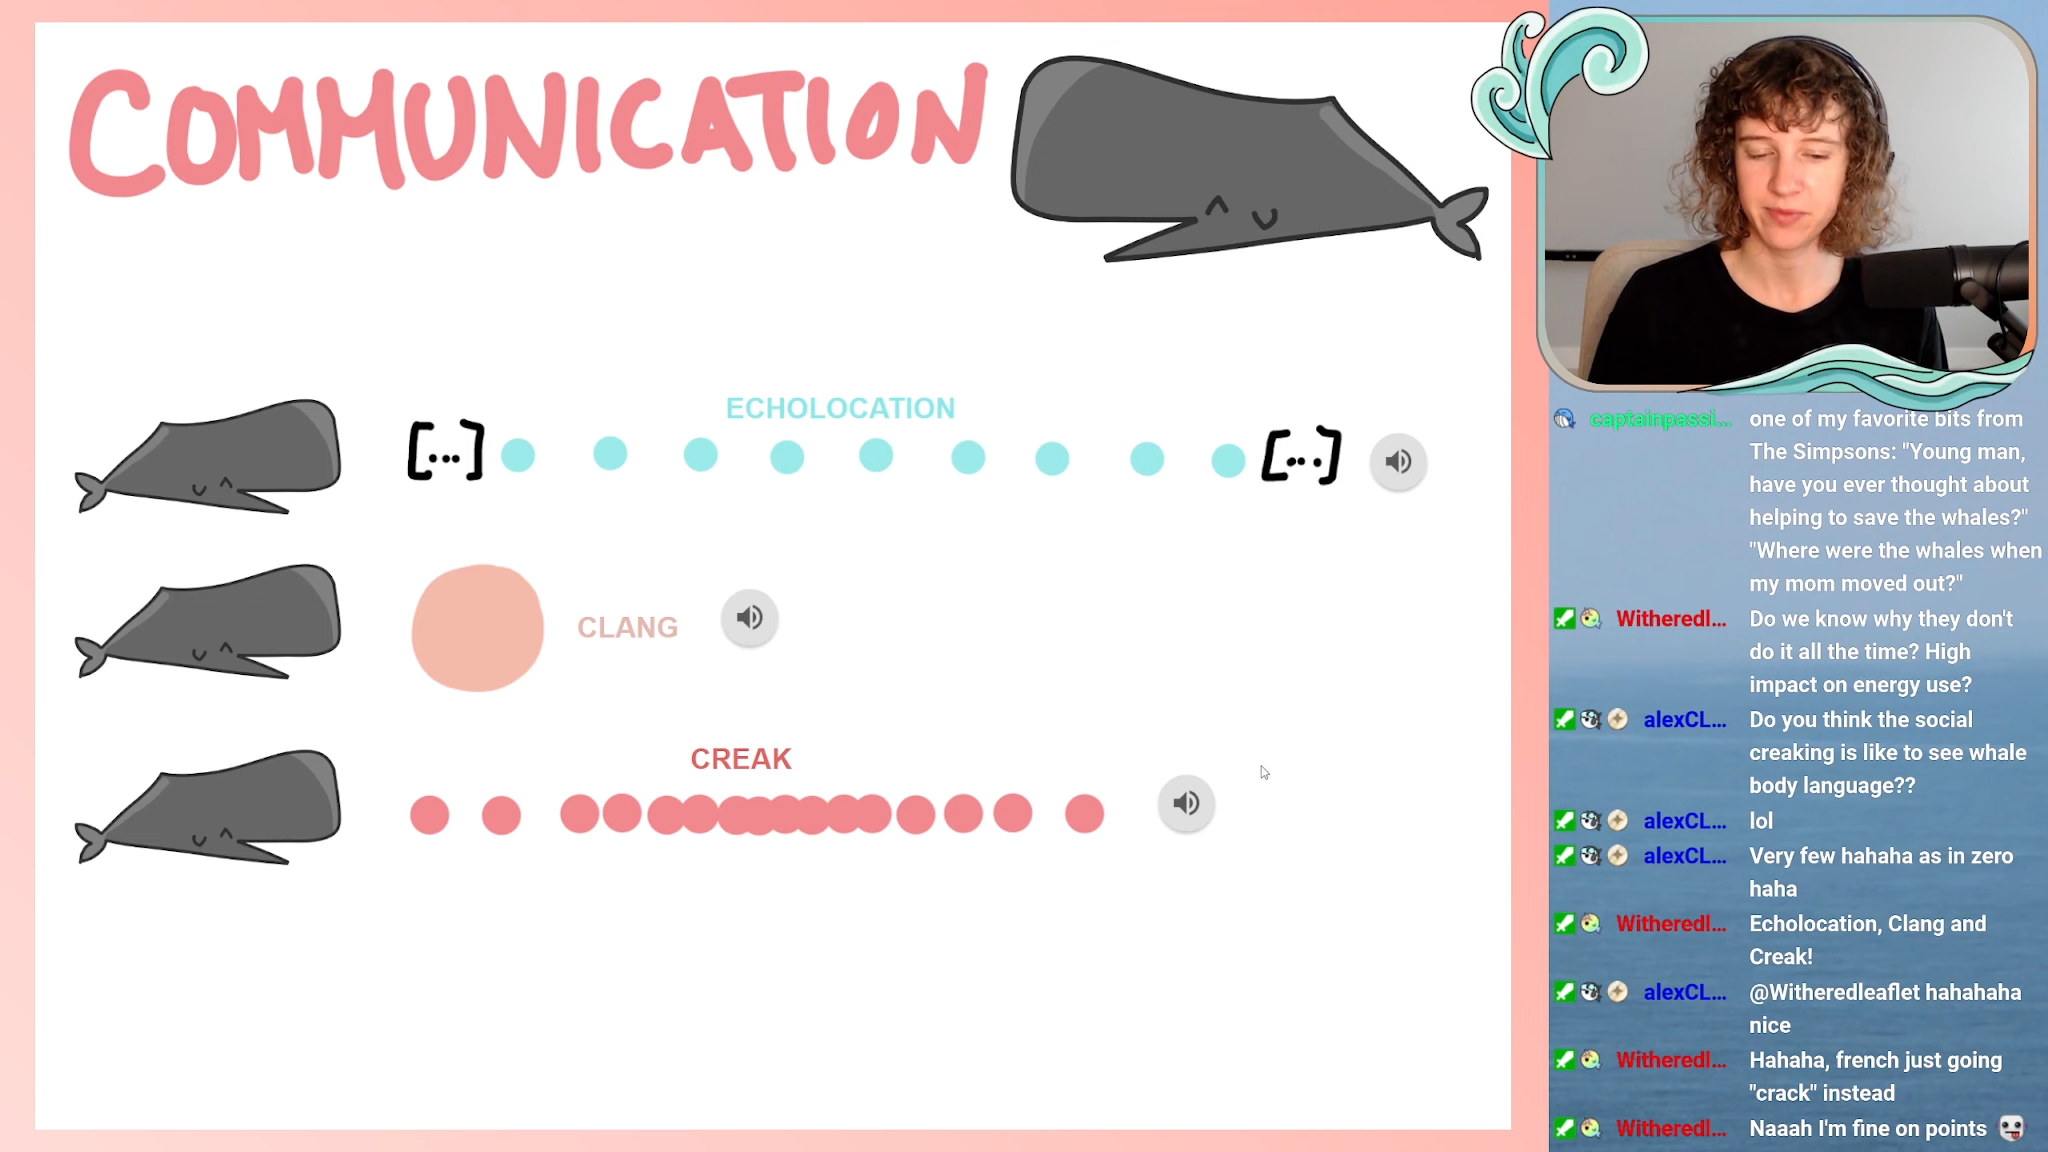 COMMUNICATION
ECHOLOCATION
[...]
[...]
CLANG
CREAK
captainpassi... one of my favorite bits from
The Simpsons: "Young man,
have you ever thought about
helping to save the whales?"
"Where were the whales when
my mom moved out?"
Witheredl... Do we know why they don't
do it all the time? High
impact on energy use?
alexCL... Do you think the social
creaking is like to see whale
body language??
alexCL... lol
alexCL... Very few hahaha as in zero
haha
Witheredl... Echolocation, Clang and
Creak!
alexCL... @Witheredleaflet hahahaha
nice
Witheredl... Hahaha, french just going
"crack" instead
Witheredl... Naaah I'm fine on points